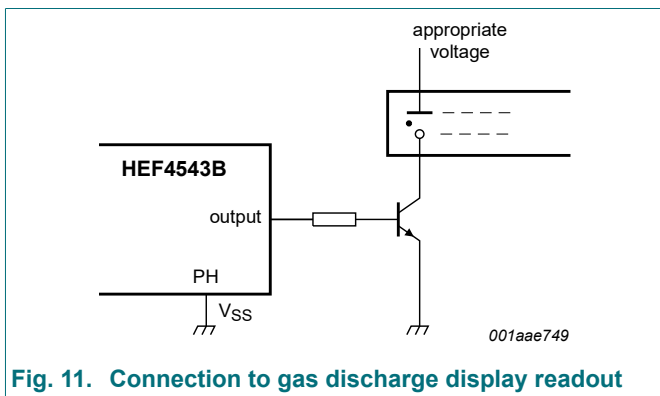 appropriate
voltage
HEF4543B
output
PH
VSS
001aae749
Fig. 11. Connection to gas discharge display readout